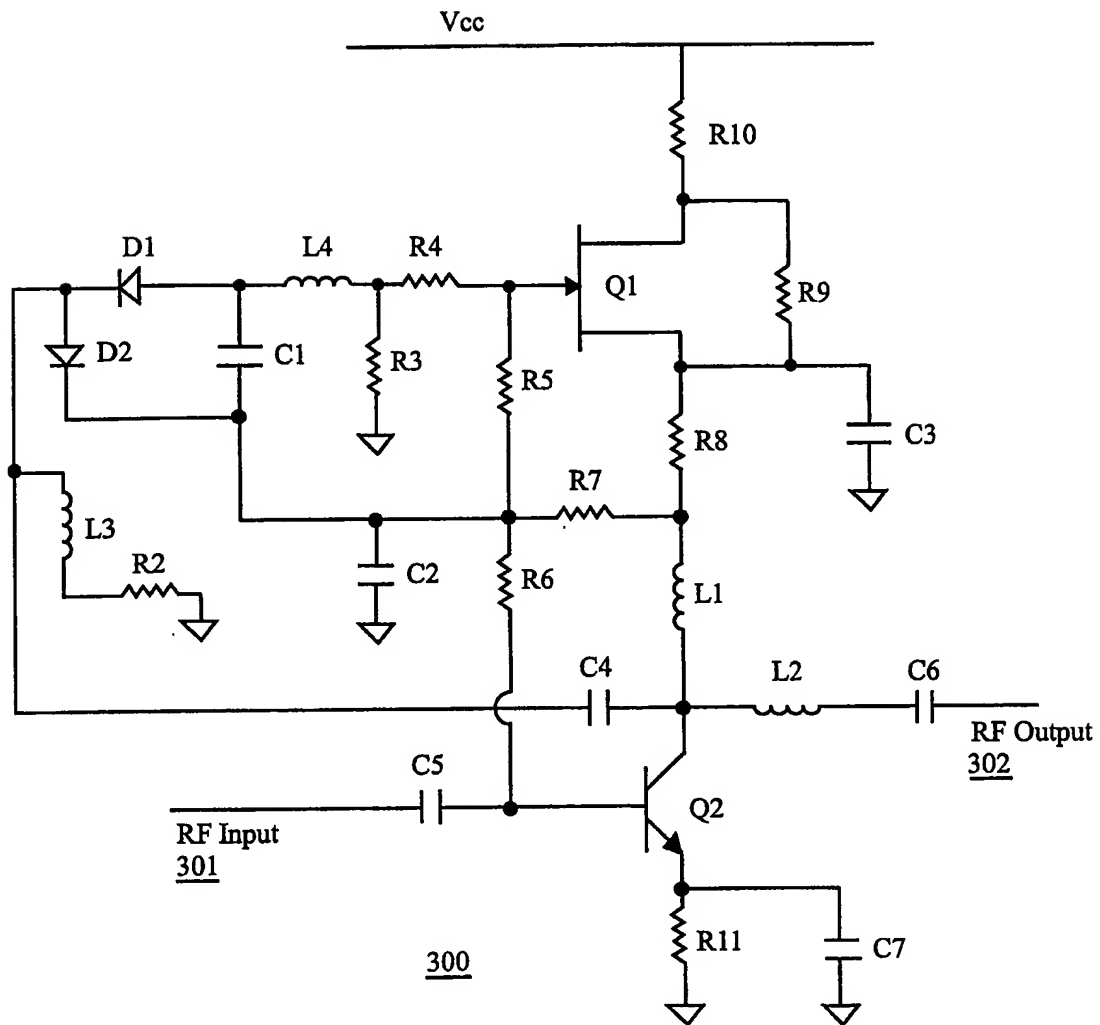 Vcc
R10
D1
L4
R4
Q1
R9
D2
C1
R3
R5
R8
C3
R7
L3
R2
C2
R6
L1
C4
L2
C6
RF Output
302
C5
Q2
RF Input
301
R11
C7
300